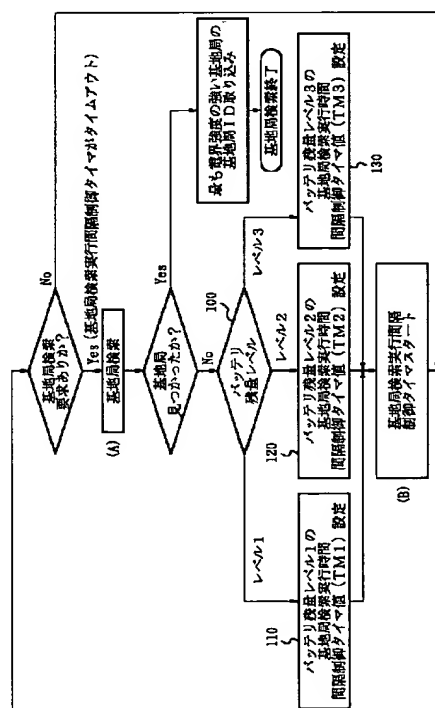 基地局検索
要求ありか?
No
Yes (基地局検索実行間隔制御タイマがタイムアウト)
基地局検索
(A)
基地局
見つかったか?
Yes
最も電界強度の強い基地局の
基地局ID取り込み
基地局検索終了
No
100
バッテリ
残量レベル
レベル1
レベル2
レベル3
110
バッテリ残量レベル1の
基地局検索実行時間
間隔制御タイマ値(TM1)設定
120
バッテリ残量レベル2の
基地局検索実行時間
間隔制御タイマ値(TM2)設定
バッテリ残量レベル3の
基地局検索実行時間
間隔制御タイマ値(TM3)設定
130
基地局検索実行間隔
制御タイマスタート
(B)